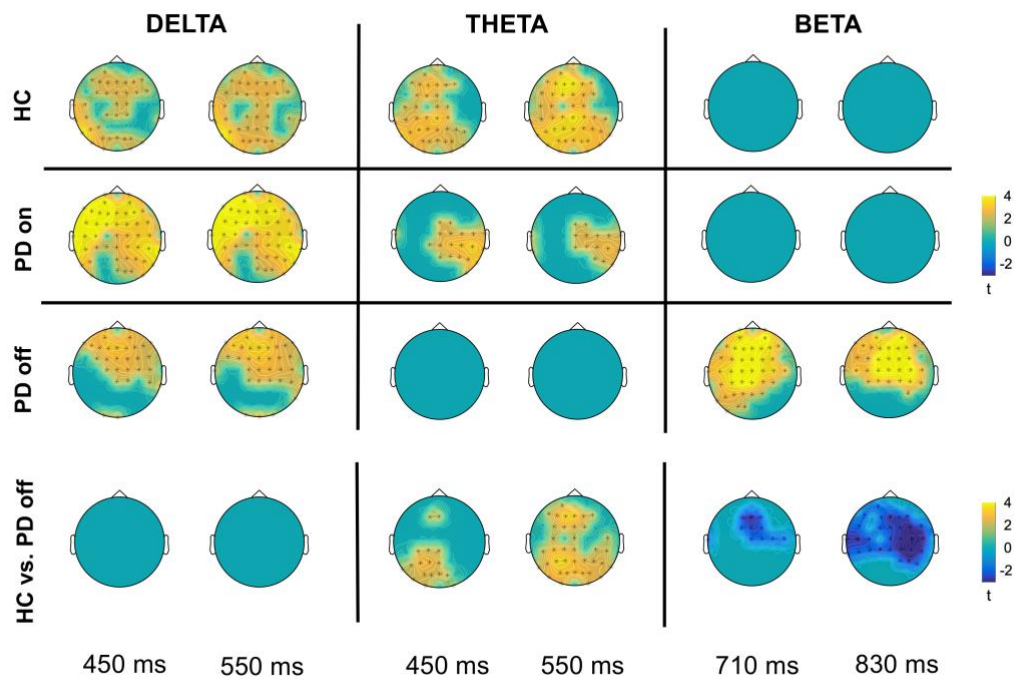 DELTA THETA BETA
HC
4
2
0
-2
t
PD on
PD off
4
2
0
-2
t
HC vs. PD off
450 ms 550 ms 450 ms 550 ms 710 ms 830 ms